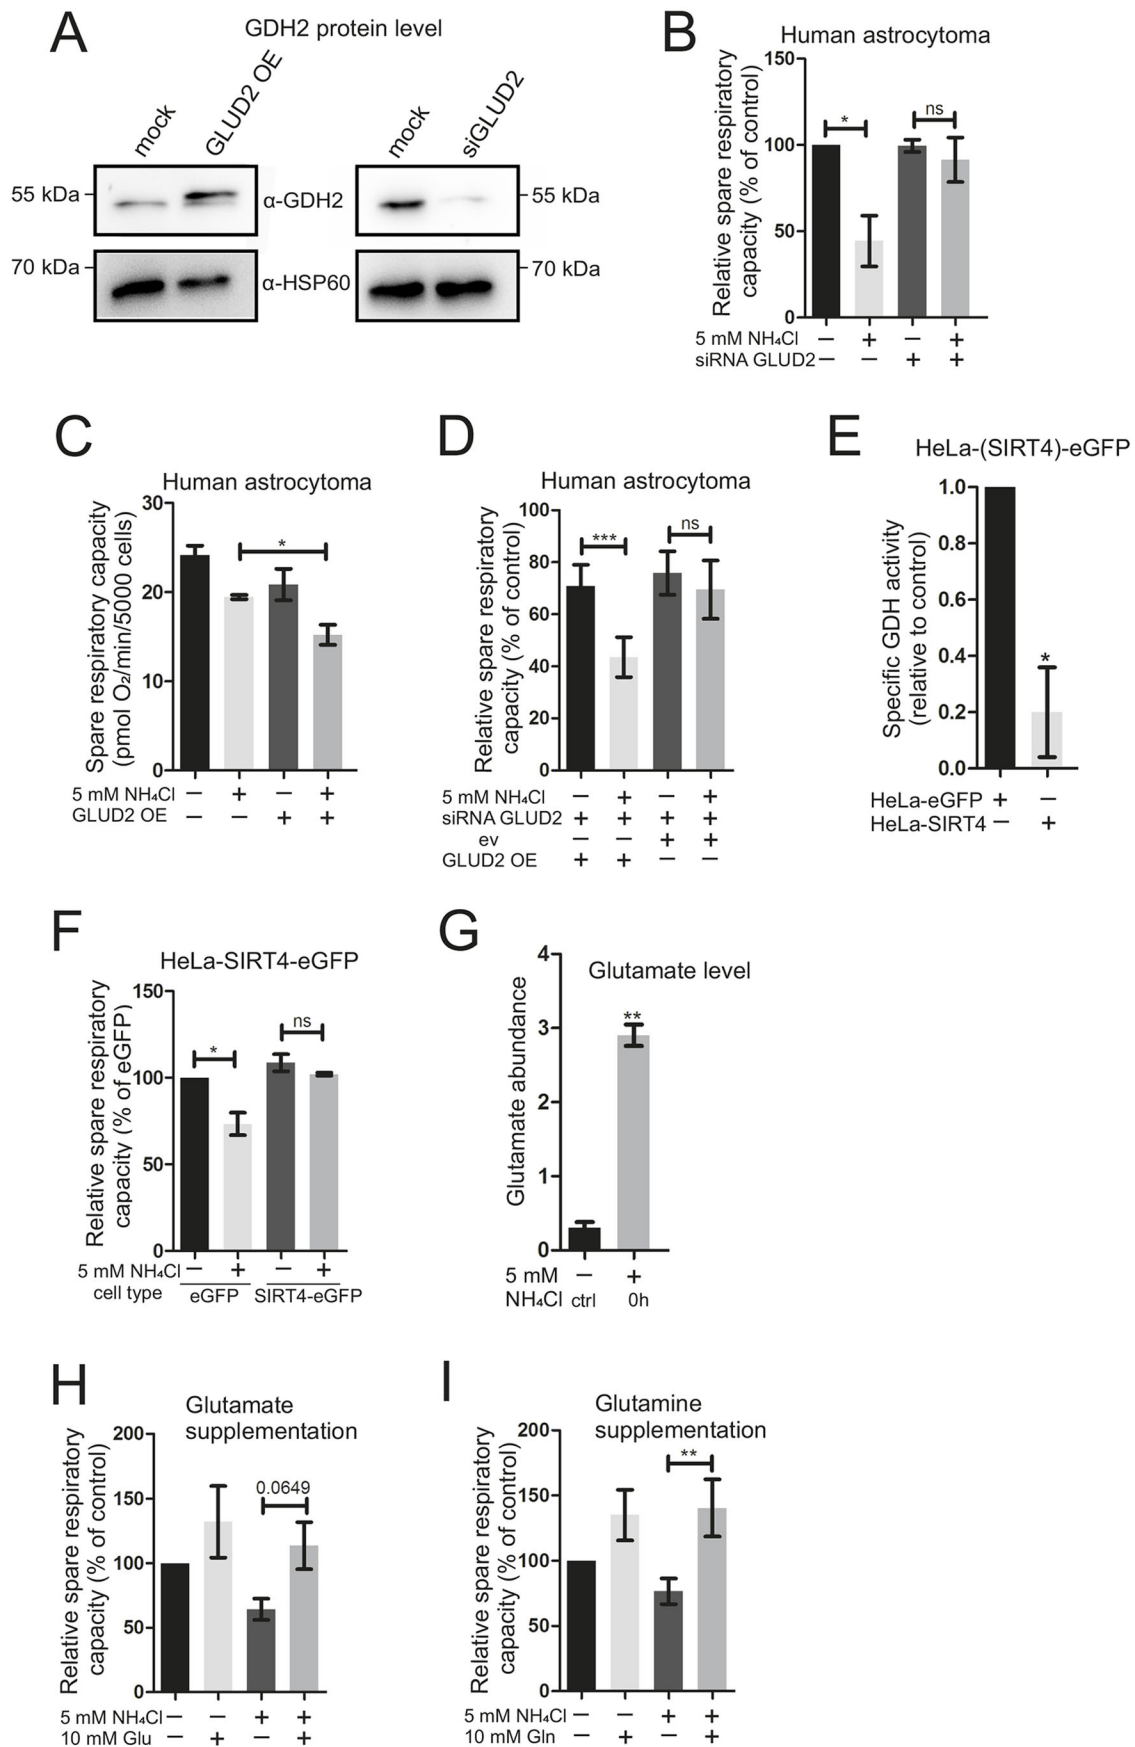 A
GDH2 protein level
mock
GLUD2 OE
mock
siGLUD2
55 kDa
α-GDH2
55 kDa
70 kDa
α-HSP60
70 kDa
B
Human astrocytoma
Relative spare respiratory
capacity (% of control)
150
100
50
0
*
ns
5 mM NH₄Cl − + − +
siRNA GLUD2 − − + +
C
Human astrocytoma
Spare respiratory capacity
(pmol O₂/min/5000 cells)
30
20
10
0
*
5 mM NH₄Cl − + − +
GLUD2 OE − − + +
D
Human astrocytoma
Relative spare respiratory
capacity (% of control)
100
80
60
40
20
0
***
ns
5 mM NH₄Cl − + − +
siRNA GLUD2 + + + +
ev − − + +
GLUD2 OE + + − −
E
HeLa-(SIRT4)-eGFP
Specific GDH activity
(relative to control)
1.0
0.8
0.6
0.4
0.2
0.0
*
HeLa-eGFP + −
HeLa-SIRT4 − +
F
HeLa-SIRT4-eGFP
Relative spare respiratory
capacity (% of eGFP)
150
100
50
0
*
ns
5 mM NH₄Cl − + − +
cell type eGFP SIRT4-eGFP
G
Glutamate level
Glutamate abundance
4
3
2
1
0
**
5 mM − +
NH₄Cl ctrl 0h
H
Glutamate
supplementation
Relative spare respiratory
capacity (% of control)
200
150
100
50
0
0.0649
5 mM NH₄Cl − − + +
10 mM Glu − + − +
I
Glutamine
supplementation
Relative spare respiratory
capacity (% of control)
200
150
100
50
0
**
5 mM NH₄Cl − − + +
10 mM Gln − + − +